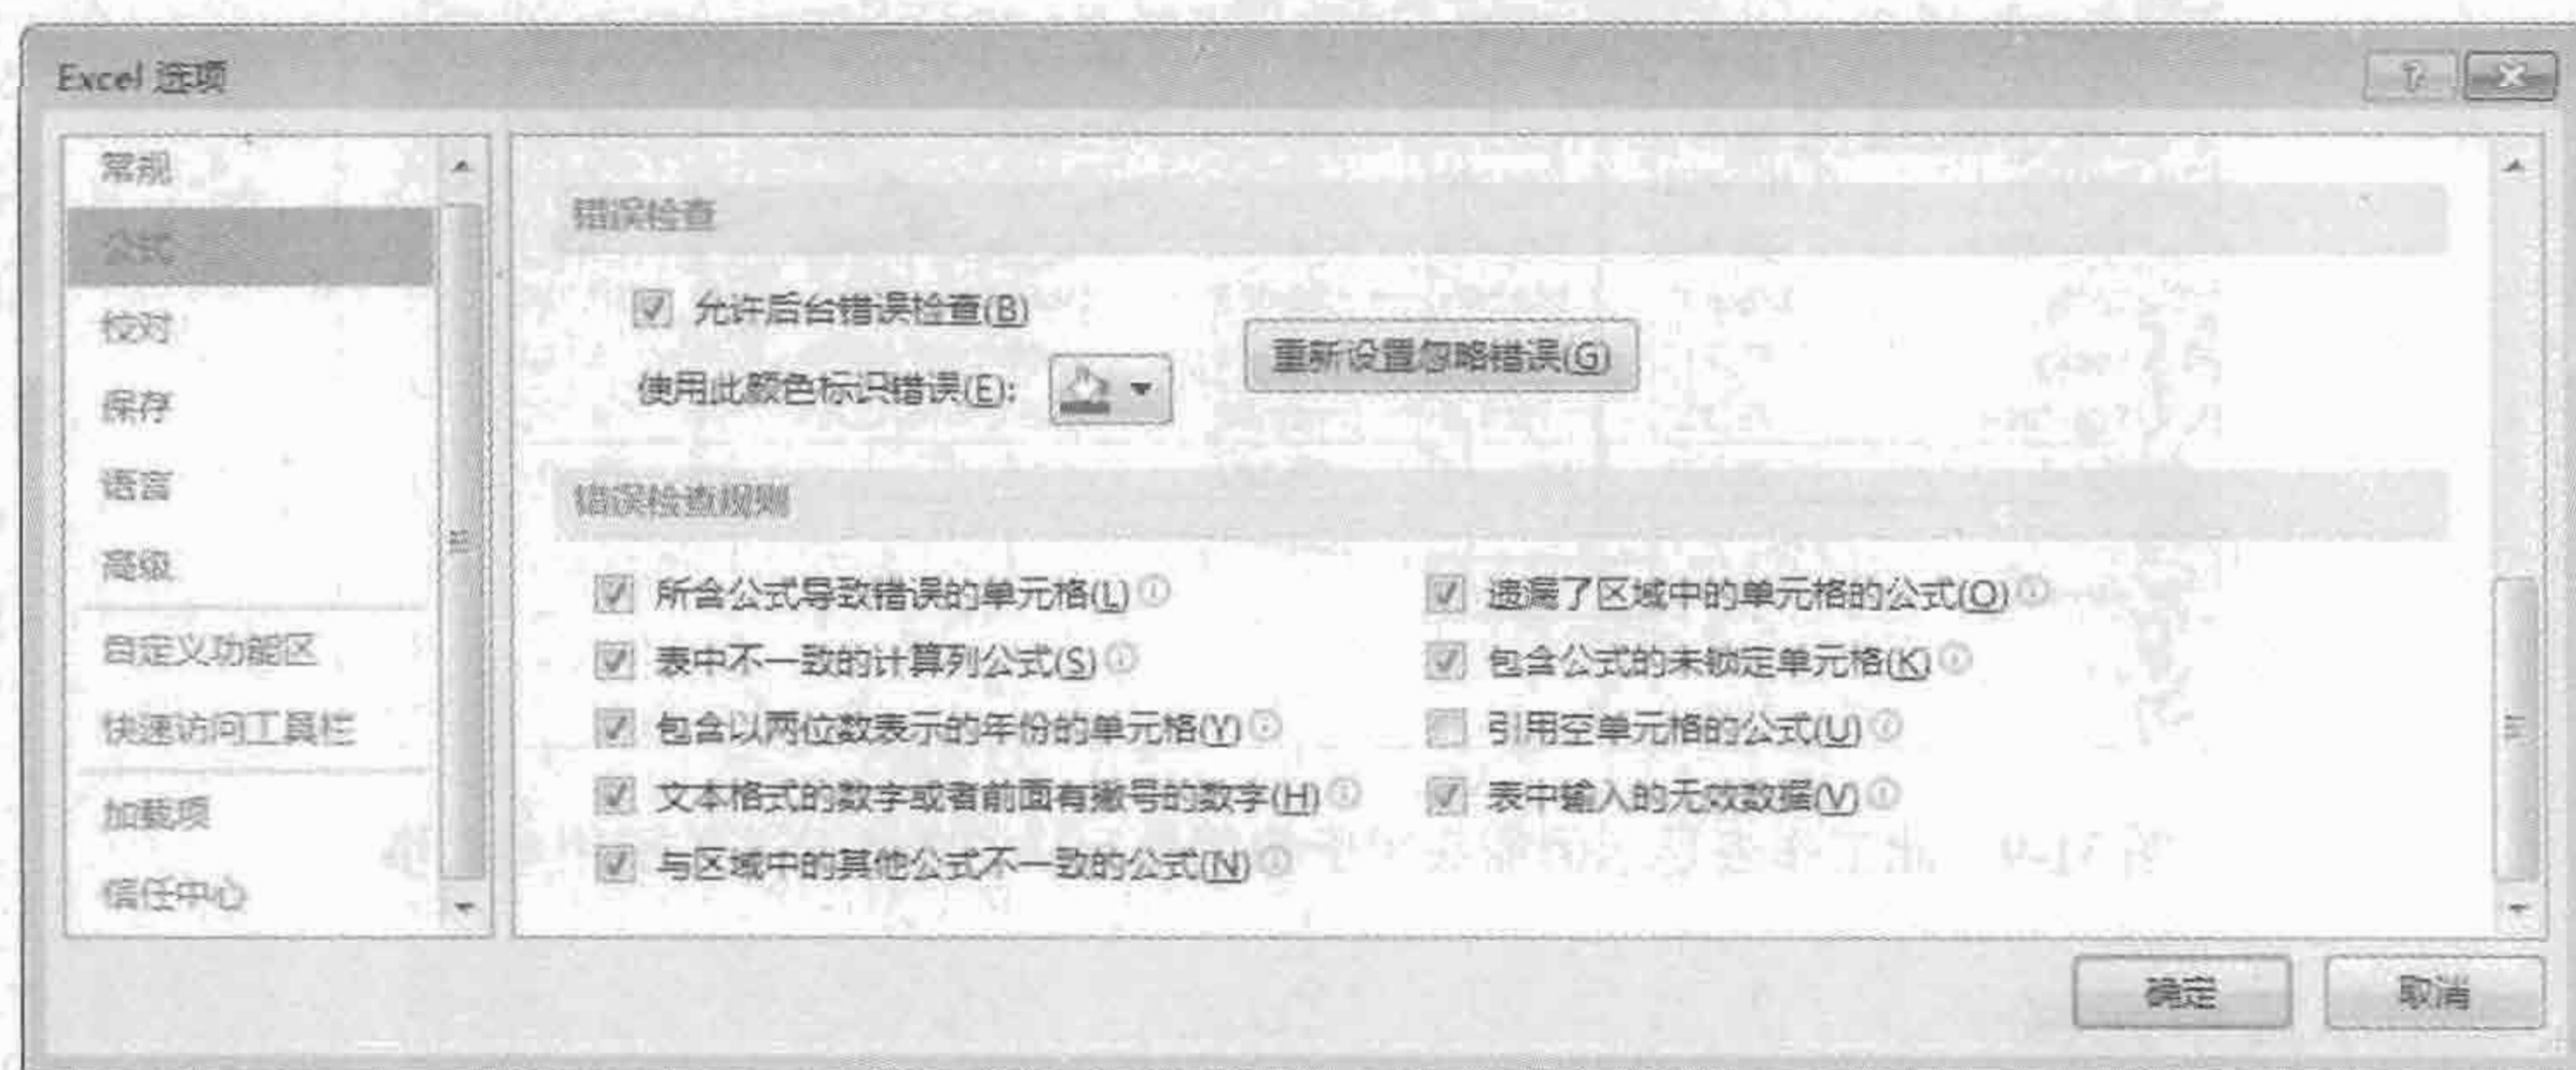 Excel 选项
常规
公式
校对
保存
语言
高级
自定义功能区
快速访问工具栏
加载项
信任中心
错误检查
允许后台错误检查(B)
使用此颜色标识错误(E):
重新设置忽略错误(G)
错误检查规则
所含公式导致错误的单元格(L)
遗漏了区域中的单元格的公式(O)
表中不一致的计算列公式(S)
包含公式的未锁定单元格(K)
包含以两位数表示的年份的单元格(Y)
引用空单元格的公式(U)
文本格式的数字或者前面有撇号的数字(H)
表中输入的无效数据(V)
与区域中的其他公式不一致的公式(N)
确定
取消